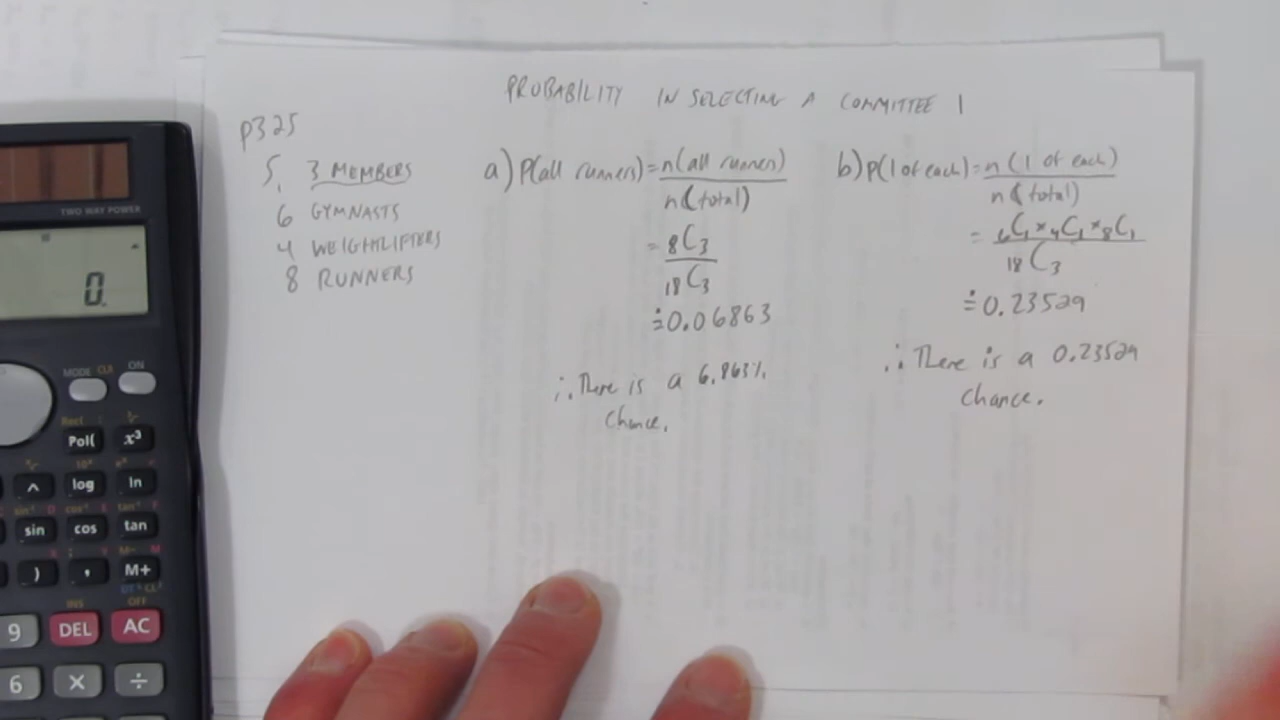 PROBABILITY IN SELECTING A COMMITTEE 1
p325
5. 3 MEMBERS
6 GYMNASTS
4 WEIGHTLIFTERS
8 RUNNERS
a) P(all runners) = n(all runners)
n(total)
= 8C3
18C3
≐ 0.06863
∴ There is a 6.863%
chance.
b) P(1 of each) = n(1 of each)
n(total)
= 6C1 × 4C1 × 8C1
18C3
≐ 0.23529
∴ There is a 0.23529
chance.
TWO WAY POWER
0.
MODE CLR ON
Pol( x³
^ log ln
sin cos tan
) , M+
INS OFF
9 DEL AC
6 × ÷